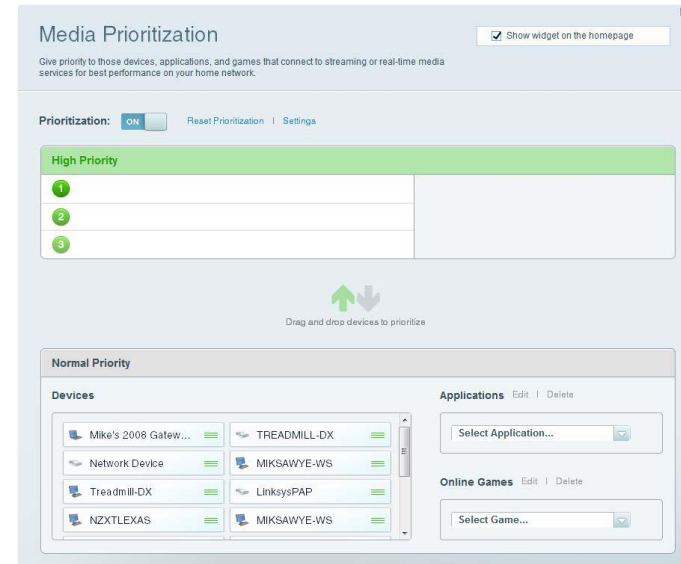 Media Prioritization
Show widget on the homepage
Give priority to those devices, applications, and games that connect to streaming or real-time media
services for best performance on your home network.
Prioritization: ON Reset Prioritization | Settings
High Priority
1
2
3
Drag and drop devices to prioritize
Normal Priority
Devices
Applications Edit | Delete
Mike's 2008 Gatew... TREADMILL-DX
Select Application...
Network Device MIKSAWYE-WS
Online Games Edit | Delete
Treadmill-DX LinksysPAP
NZXTLEXAS MIKSAWYE-WS
Select Game...